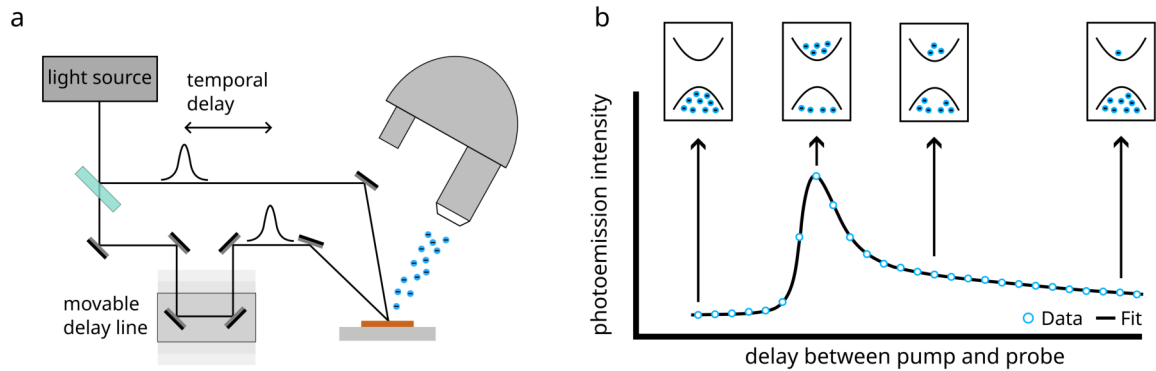 a
light source
temporal
delay
movable
delay line
b
photoemission intensity
Data
Fit
delay between pump and probe